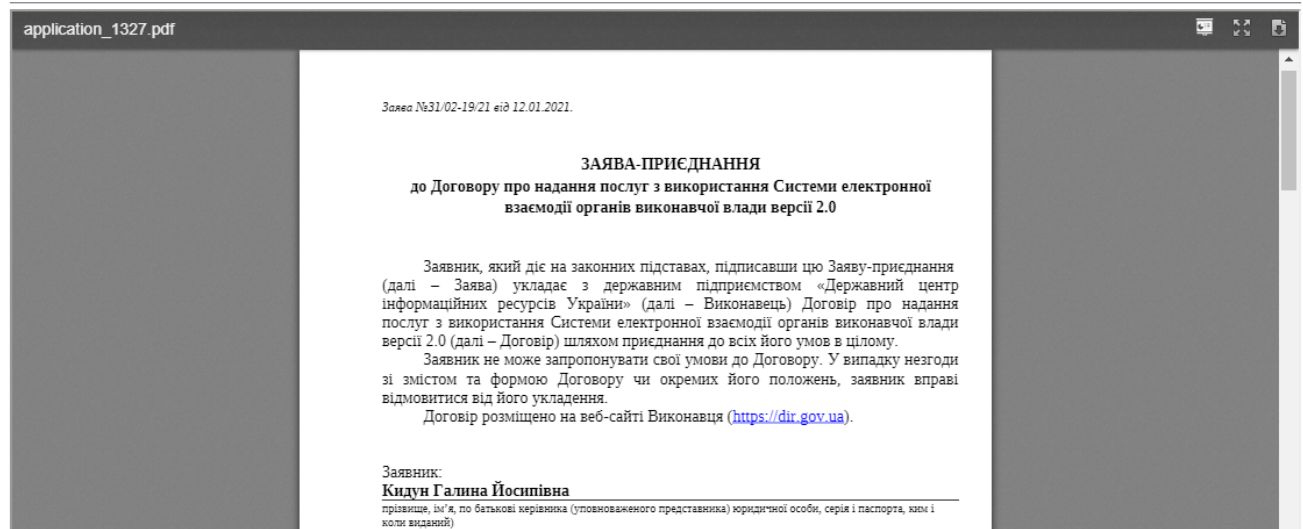 application_1327.pdf
Заява №31/02-19/21 від 12.01.2021.
ЗАЯВА-ПРИЄДНАННЯ
до Договору про надання послуг з використання Системи електронної
взаємодії органів виконавчої влади версії 2.0
Заявник, який діє на законних підставах, підписавши цю Заяву-приєднання
(далі – Заява) укладає з державним підприємством «Державний центр
інформаційних ресурсів України» (далі – Виконавець) Договір про надання
послуг з використання Системи електронної взаємодії органів виконавчої влади
версії 2.0 (далі – Договір) шляхом приєднання до всіх його умов в цілому.
Заявник не може запропонувати свої умови до Договору. У випадку незгоди
зі змістом та формою Договору чи окремих його положень, заявник вправі
відмовитися від його укладення.
Договір розміщено на веб-сайті Виконавця (https://dir.gov.ua).
Заявник:
Кидун Галина Йосипівна
прізвище, ім’я, по батькові керівника (уповноваженого представника) юридичної особи, серія і паспорта, ким і
коли виданий)